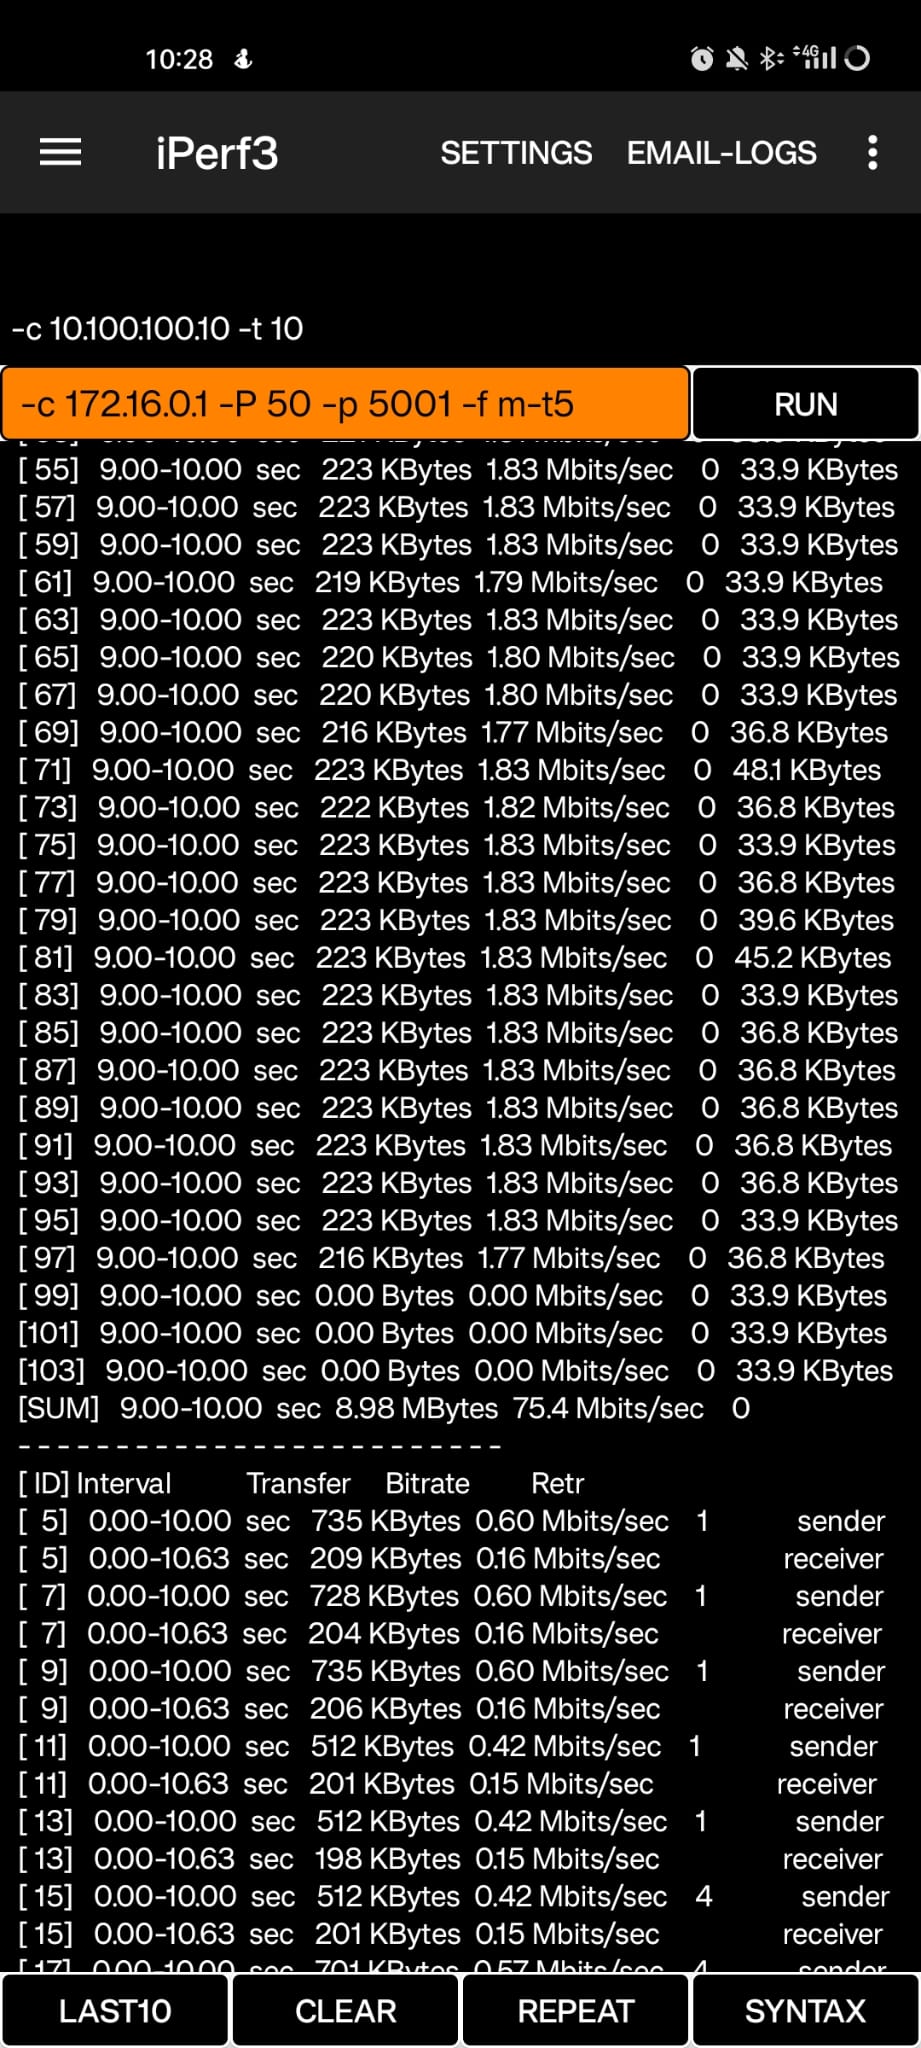 10:28 4G
iPerf3 SETTINGS EMAIL-LOGS
-c 10.100.100.10 -t 10
-c 172.16.0.1 -P 50 -p 5001 -f m-t5 RUN
[ 55] 9.00-10.00 sec 223 KBytes 1.83 Mbits/sec 0 33.9 KBytes
[ 57] 9.00-10.00 sec 223 KBytes 1.83 Mbits/sec 0 33.9 KBytes
[ 59] 9.00-10.00 sec 223 KBytes 1.83 Mbits/sec 0 33.9 KBytes
[ 61] 9.00-10.00 sec 219 KBytes 1.79 Mbits/sec 0 33.9 KBytes
[ 63] 9.00-10.00 sec 223 KBytes 1.83 Mbits/sec 0 33.9 KBytes
[ 65] 9.00-10.00 sec 220 KBytes 1.80 Mbits/sec 0 33.9 KBytes
[ 67] 9.00-10.00 sec 220 KBytes 1.80 Mbits/sec 0 33.9 KBytes
[ 69] 9.00-10.00 sec 216 KBytes 1.77 Mbits/sec 0 36.8 KBytes
[ 71] 9.00-10.00 sec 223 KBytes 1.83 Mbits/sec 0 48.1 KBytes
[ 73] 9.00-10.00 sec 222 KBytes 1.82 Mbits/sec 0 36.8 KBytes
[ 75] 9.00-10.00 sec 223 KBytes 1.83 Mbits/sec 0 33.9 KBytes
[ 77] 9.00-10.00 sec 223 KBytes 1.83 Mbits/sec 0 36.8 KBytes
[ 79] 9.00-10.00 sec 223 KBytes 1.83 Mbits/sec 0 39.6 KBytes
[ 81] 9.00-10.00 sec 223 KBytes 1.83 Mbits/sec 0 45.2 KBytes
[ 83] 9.00-10.00 sec 223 KBytes 1.83 Mbits/sec 0 33.9 KBytes
[ 85] 9.00-10.00 sec 223 KBytes 1.83 Mbits/sec 0 36.8 KBytes
[ 87] 9.00-10.00 sec 223 KBytes 1.83 Mbits/sec 0 36.8 KBytes
[ 89] 9.00-10.00 sec 223 KBytes 1.83 Mbits/sec 0 36.8 KBytes
[ 91] 9.00-10.00 sec 223 KBytes 1.83 Mbits/sec 0 36.8 KBytes
[ 93] 9.00-10.00 sec 223 KBytes 1.83 Mbits/sec 0 36.8 KBytes
[ 95] 9.00-10.00 sec 223 KBytes 1.83 Mbits/sec 0 33.9 KBytes
[ 97] 9.00-10.00 sec 216 KBytes 1.77 Mbits/sec 0 36.8 KBytes
[ 99] 9.00-10.00 sec 0.00 Bytes 0.00 Mbits/sec 0 33.9 KBytes
[101] 9.00-10.00 sec 0.00 Bytes 0.00 Mbits/sec 0 33.9 KBytes
[103] 9.00-10.00 sec 0.00 Bytes 0.00 Mbits/sec 0 33.9 KBytes
[SUM] 9.00-10.00 sec 8.98 MBytes 75.4 Mbits/sec 0
- - - - - - - - - - - - - - - - - - - - - - - - -
[ ID] Interval Transfer Bitrate Retr
[ 5] 0.00-10.00 sec 735 KBytes 0.60 Mbits/sec 1 sender
[ 5] 0.00-10.63 sec 209 KBytes 0.16 Mbits/sec receiver
[ 7] 0.00-10.00 sec 728 KBytes 0.60 Mbits/sec 1 sender
[ 7] 0.00-10.63 sec 204 KBytes 0.16 Mbits/sec receiver
[ 9] 0.00-10.00 sec 735 KBytes 0.60 Mbits/sec 1 sender
[ 9] 0.00-10.63 sec 206 KBytes 0.16 Mbits/sec receiver
[ 11] 0.00-10.00 sec 512 KBytes 0.42 Mbits/sec 1 sender
[ 11] 0.00-10.63 sec 201 KBytes 0.15 Mbits/sec receiver
[ 13] 0.00-10.00 sec 512 KBytes 0.42 Mbits/sec 1 sender
[ 13] 0.00-10.63 sec 198 KBytes 0.15 Mbits/sec receiver
[ 15] 0.00-10.00 sec 512 KBytes 0.42 Mbits/sec 4 sender
[ 15] 0.00-10.63 sec 201 KBytes 0.15 Mbits/sec receiver
[ 17] 0.00-10.00 sec 701 KBytes 0.57 Mbits/sec 4 sender
LAST10 CLEAR REPEAT SYNTAX